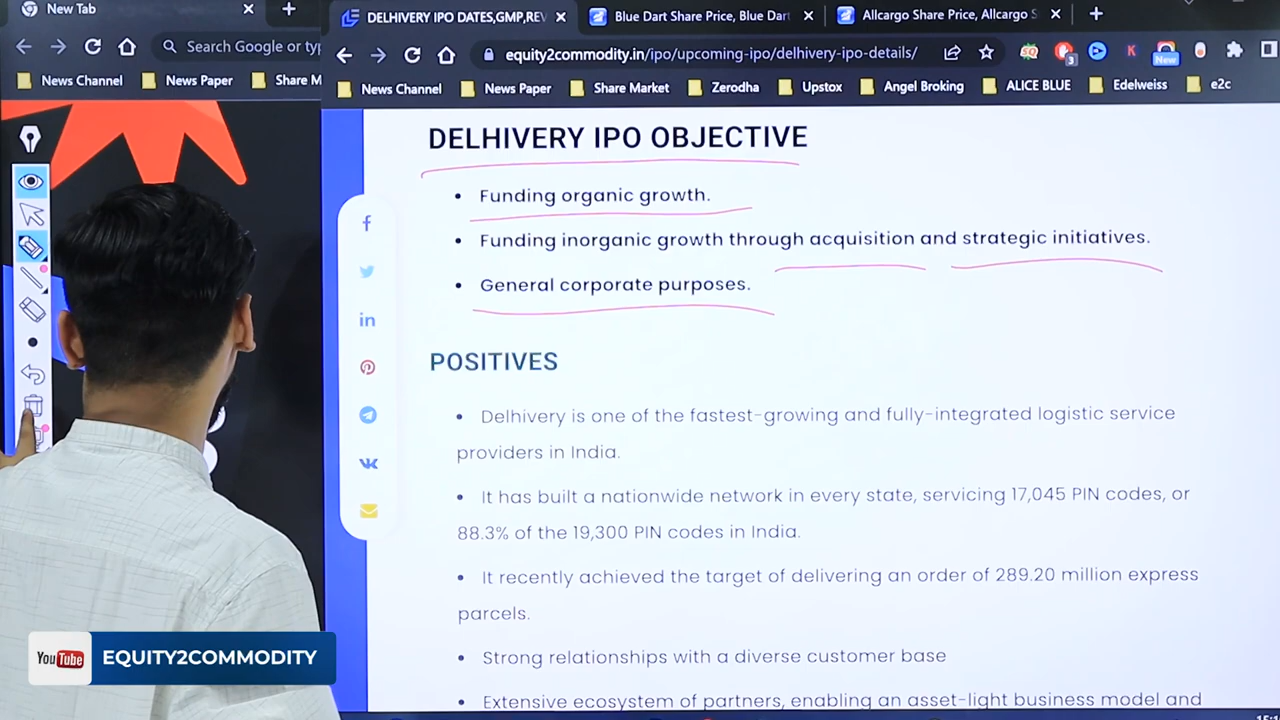 New Tab
DELHIVERY IPO DATES,GMP,REV
Blue Dart Share Price, Blue Dart
Allcargo Share Price, Allcargo S
Search Google or ty
equity2commodity.in/ipo/upcoming-ipo/delhivery-ipo-details/
SQ
3
K
New
News Channel
News Paper
Share M
News Channel
News Paper
Share Market
Zerodha
Upstox
Angel Broking
ALICE BLUE
Edelweiss
e2c
DELHIVERY IPO OBJECTIVE
• Funding organic growth.
• Funding inorganic growth through acquisition and strategic initiatives.
• General corporate purposes.
POSITIVES
• Delhivery is one of the fastest-growing and fully-integrated logistic service
providers in India.
• It has built a nationwide network in every state, servicing 17,045 PIN codes, or
88.3% of the 19,300 PIN codes in India.
• It recently achieved the target of delivering an order of 289.20 million express
parcels.
• Strong relationships with a diverse customer base
• Extensive ecosystem of partners, enabling an asset-light business model and
YouTube
EQUITY2COMMODITY